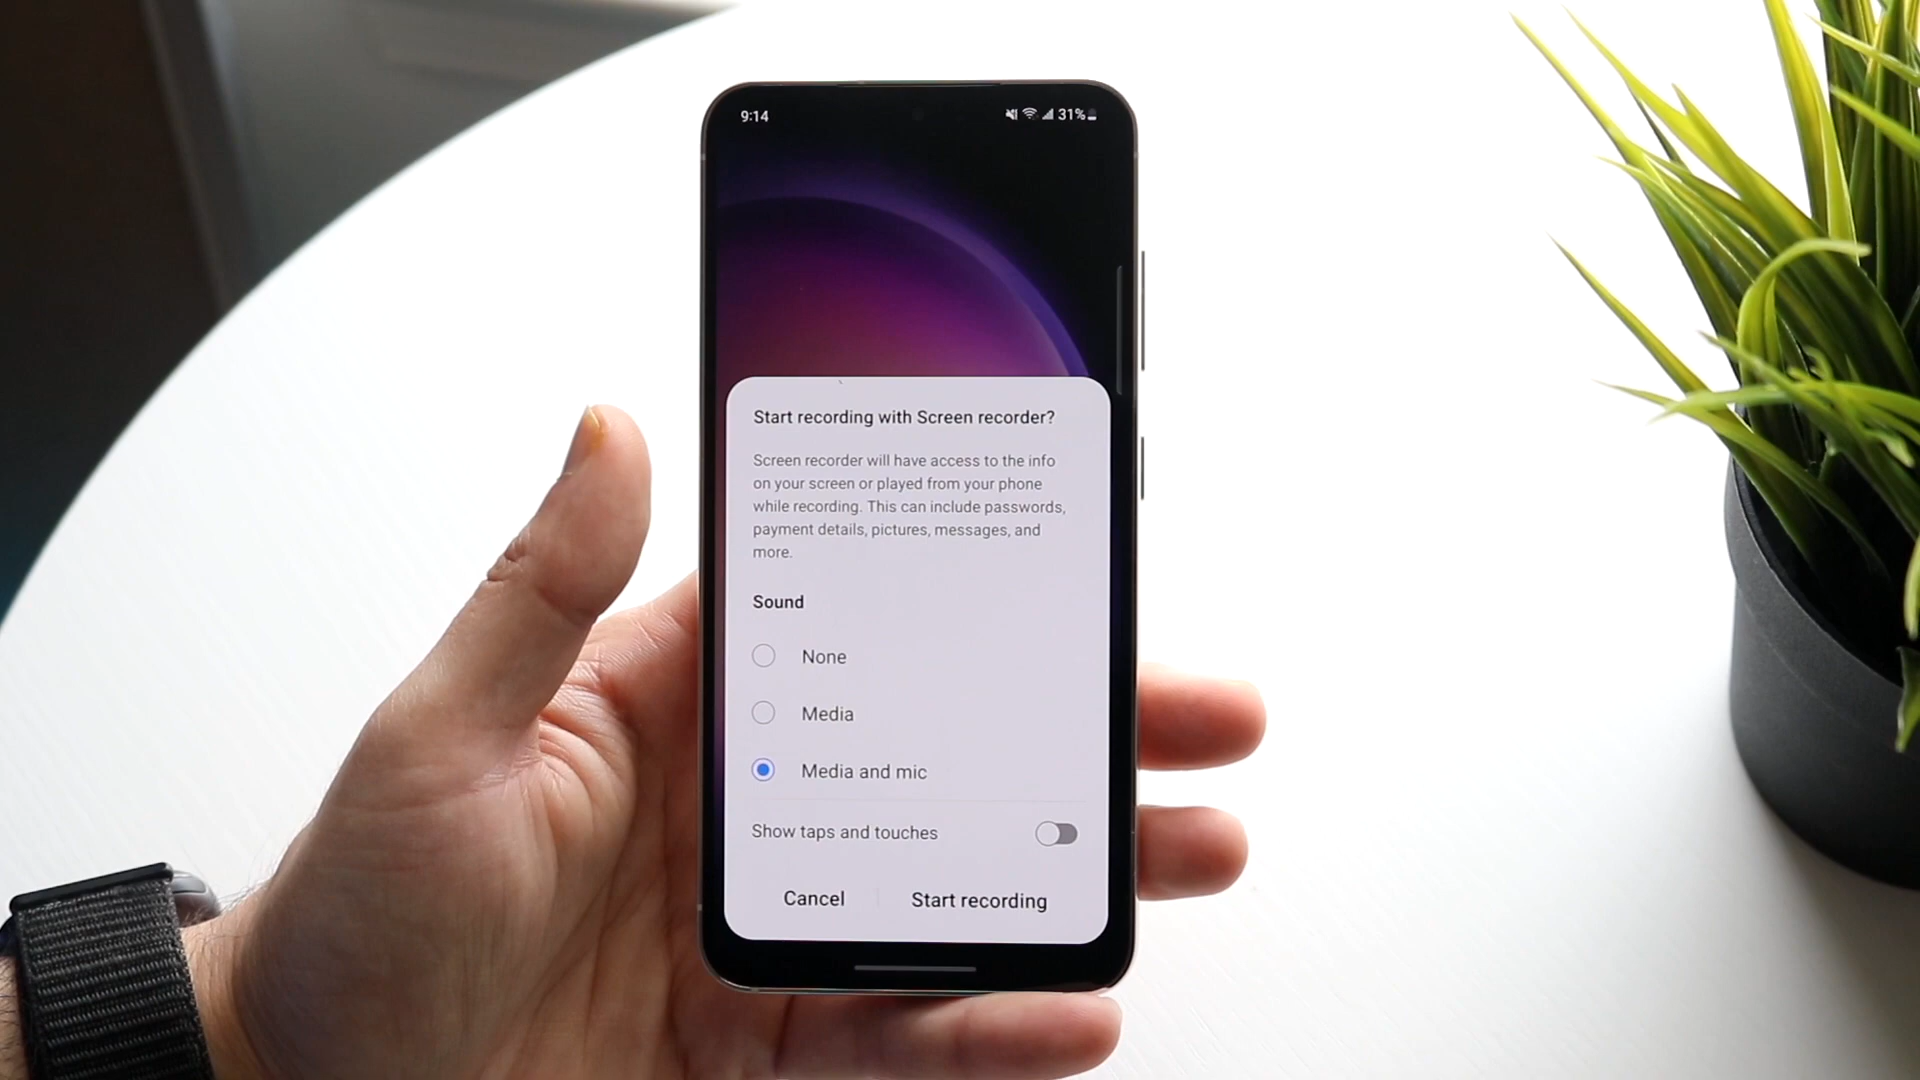 9:14
31%
Start recording with Screen recorder?
Screen recorder will have access to the info
on your screen or played from your phone
while recording. This can include passwords,
payment details, pictures, messages, and
more.
Sound
None
Media
Media and mic
Show taps and touches
Cancel
Start recording